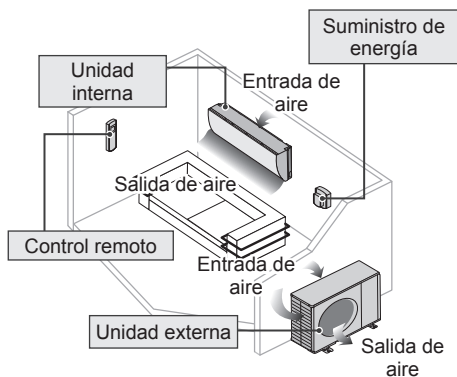 Suministro de
energía
Unidad
interna
Entrada de
aire
Salida de aire
Control remoto
Entrada de
aire
Unidad externa
Salida de
aire